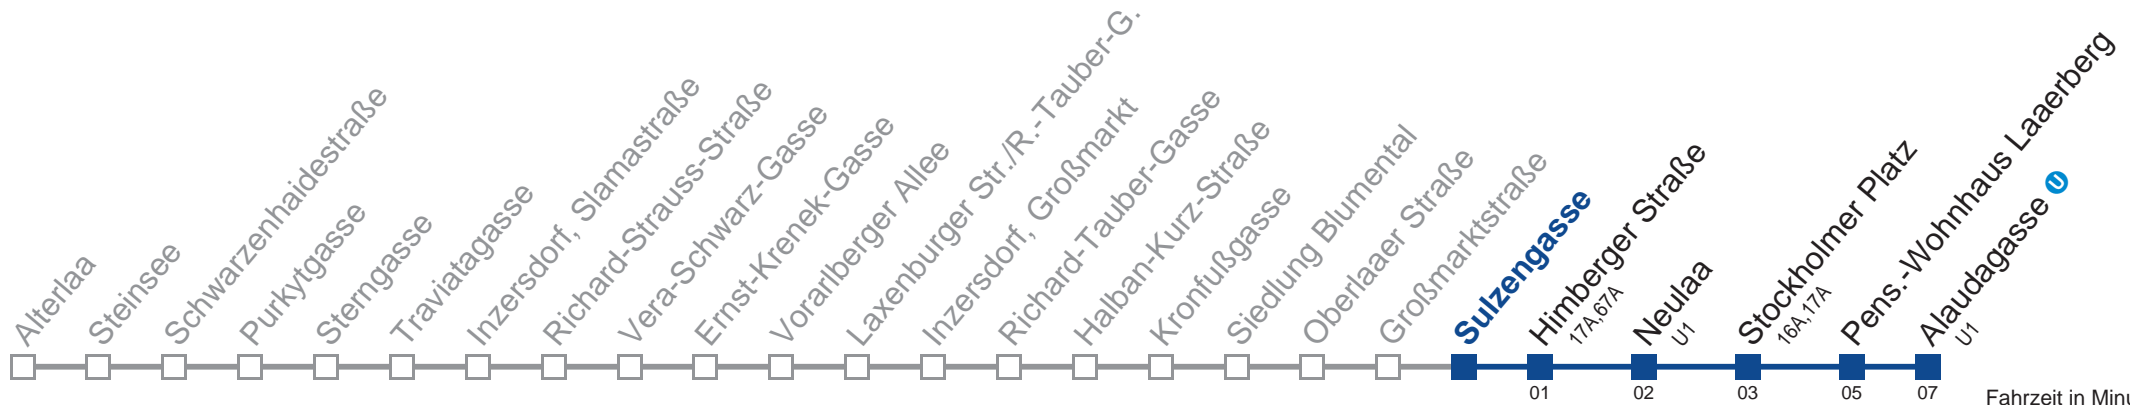 Alterlaa
Steinsee
Schwarzenhaidestraße
Purkytgasse
Sterngasse
Traviatagasse
Inzersdorf, Slamastraße
Richard-Strauss-Straße
Vera-Schwarz-Gasse
Ernst-Krenek-Gasse
Vorarlberger Allee
Laxenburger Str./R.-Tauber-G.
Inzersdorf, Großmarkt
Richard-Tauber-Gasse
Halban-Kurz-Straße
Kronfußgasse
Siedlung Blumental
Oberlaaer Straße
Großmarktstraße
Sulzengasse
Himberger Straße
17A,67A
Neulaa
U1
Stockholmer Platz
16A,17A
Pens.-Wohnhaus Laaerberg
Alaudagasse U
U1
01 02 03 05 07
Fahrzeit in Minu